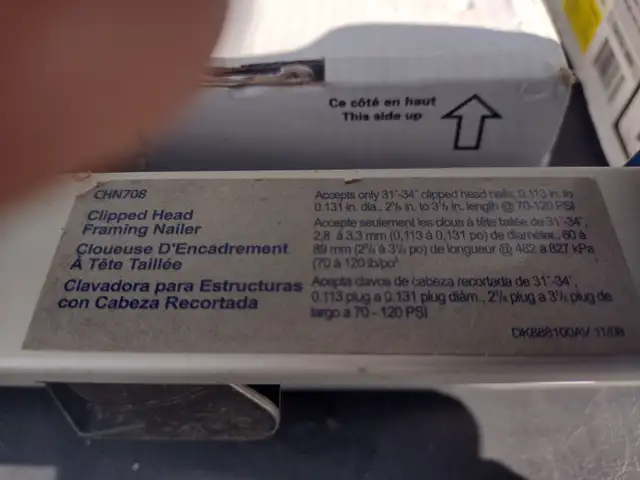 Ce côté en haut
This side up
CHN708
Clipped Head
Framing Nailer
Cloueuse D'Encadrement
À Tête Taillée
Clavadora para Estructuras
con Cabeza Recortada
Accepts only 31°-34° clipped head nails, 0.113 in. to
0.131 in. dia., 2⅜ in. to 3½ in. length @ 70-120 PSI
Accepte seulement les clous à tête taillée de 31°-34°,
2,8 à 3,3 mm (0,113 à 0,131 po) de diamètre, 60 à
89 mm (2⅜ à 3½ po) de longueur @ 482 à 827 kPa
(70 à 120 lb/po²
Acepta clavos de cabeza recortada de 31°-34°,
0.113 plug a 0.131 plug diám., 2⅜ plug a 3½ plug de
largo a 70 - 120 PSI
DK888100AV 11/08